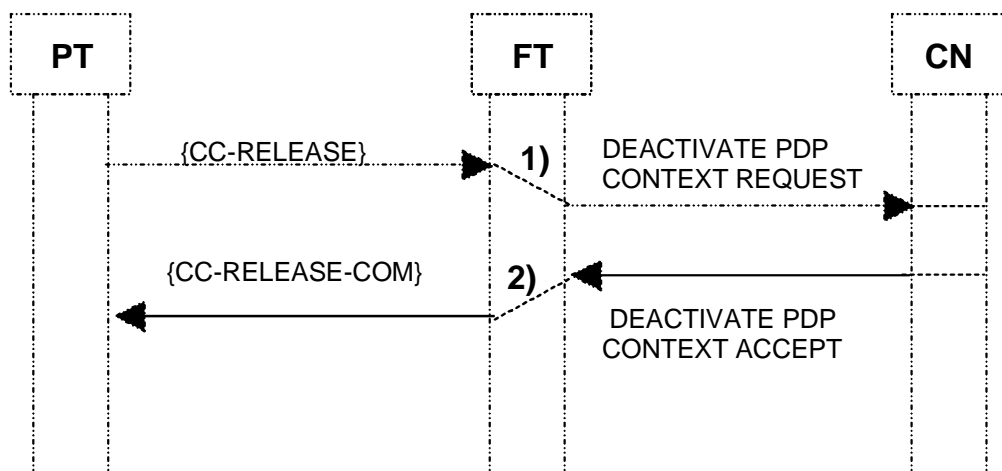 PT
FT
CN
{CC-RELEASE}
1)
DEACTIVATE PDP
CONTEXT REQUEST
{CC-RELEASE-COM}
2)
DEACTIVATE PDP
CONTEXT ACCEPT